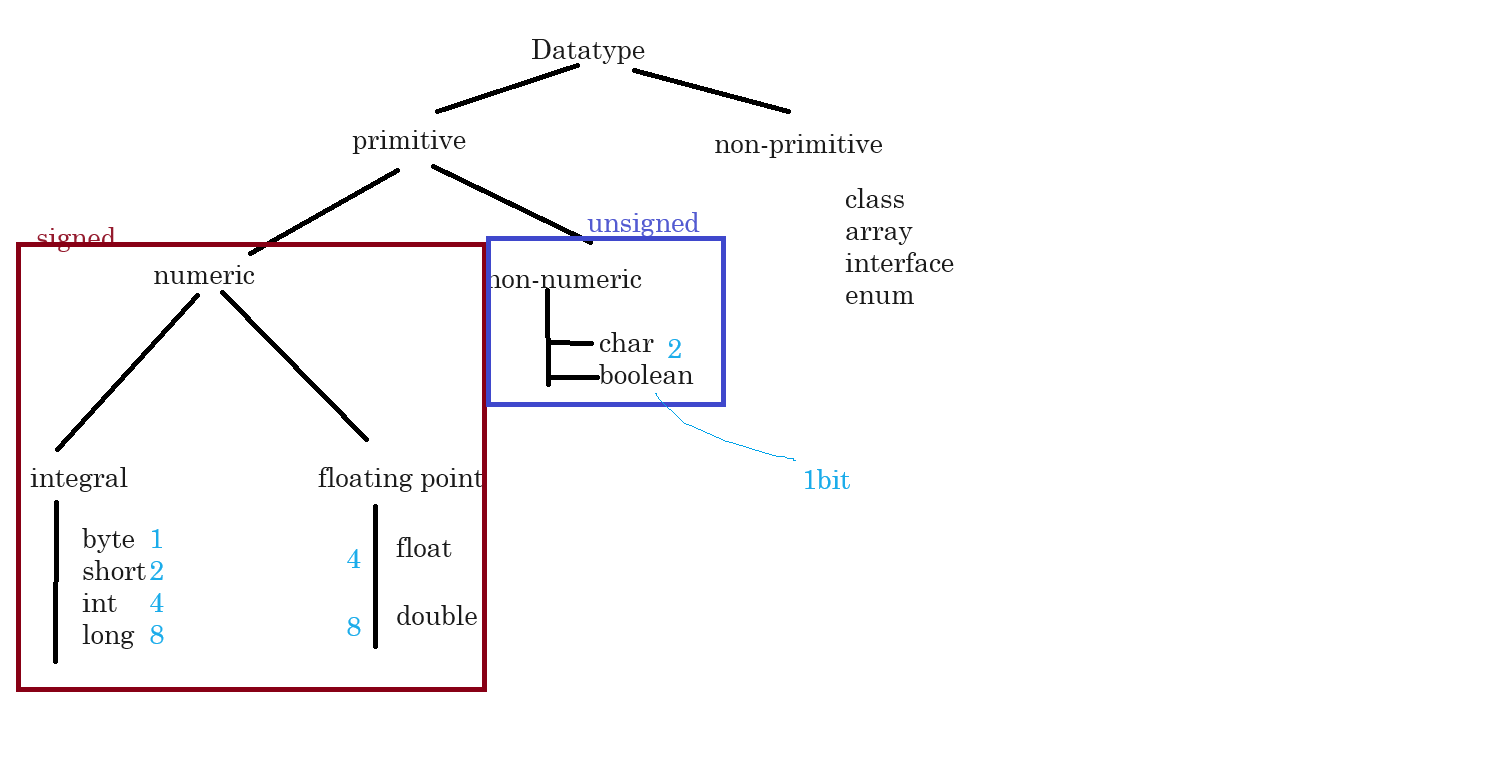 Datatype
primitive
non-primitive
class
array
interface
enum
signed
unsigned
numeric
non-numeric
char 2
boolean
1bit
integral
floating point
byte 1
short 2
int 4
long 8
4 float
8 double